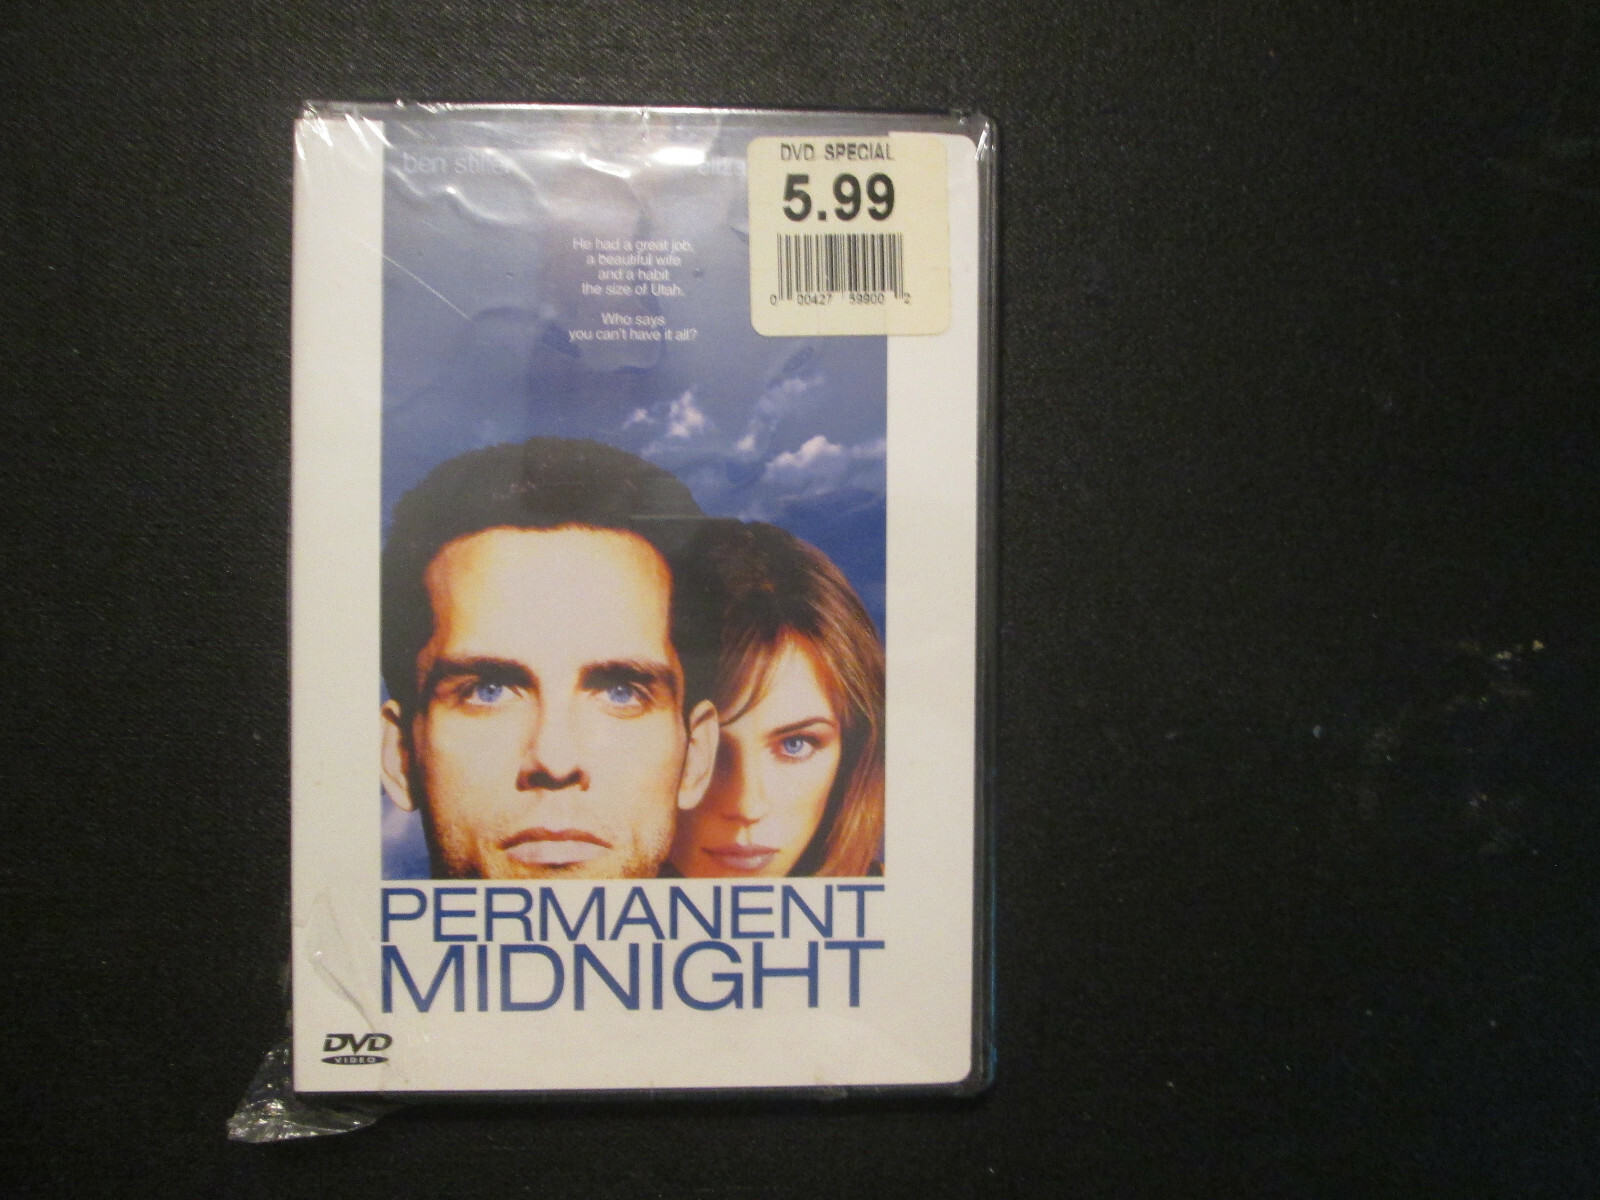 ben stiller
DVD SPECIAL
5.99
0 00427 59900 2
He had a great job,
a beautiful wife
and a habit
the size of Utah.
Who says
you can't have it all?
PERMANENT
MIDNIGHT
DVD
VIDEO